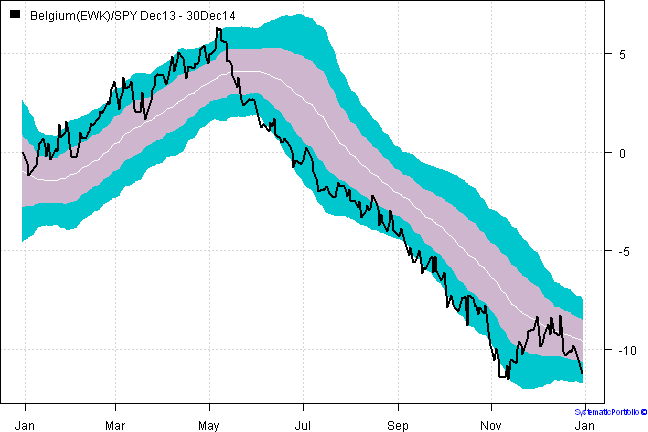 Belgium(EWK)/SPY Dec13 - 30Dec14
5
0
-5
-10
Jan Mar May Jul Sep Nov Jan
SystematicPortfolio ©